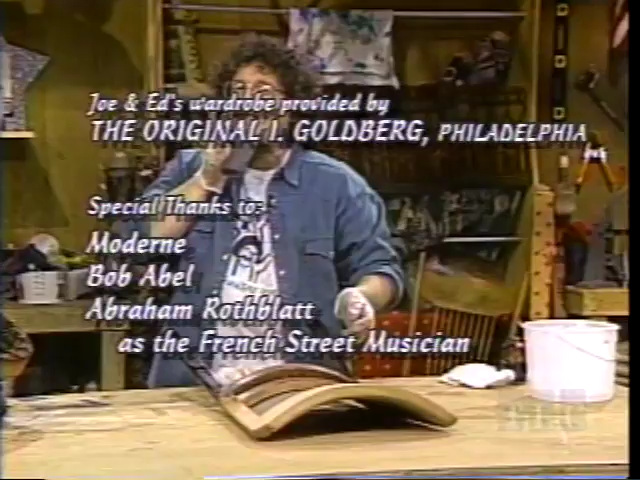 Joe & Ed's wardrobe provided by
THE ORIGINAL I. GOLDBERG, PHILADELPHIA
Special Thanks to:
Moderne
Bob Abel
Abraham Rothblatt
as the French Street Musician